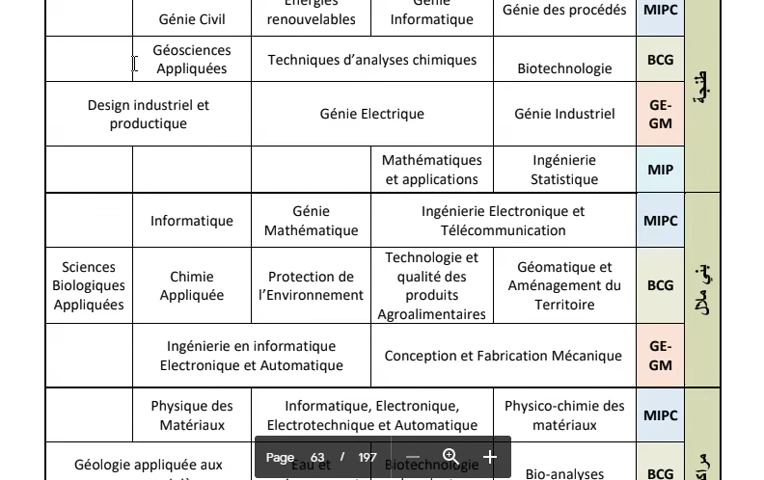 Energies
renouvelables
Génie Civil
Génie
Informatique
Génie des procédés
MIPC
Géosciences
Appliquées
Techniques d’analyses chimiques
Biotechnologie
BCG
Design industriel et
productique
Génie Electrique
Génie Industriel
GE-
GM
Mathématiques
et applications
Ingénierie
Statistique
MIP
طنجة
Informatique
Génie
Mathématique
Ingénierie Electronique et
Télécommunication
MIPC
Sciences
Biologiques
Appliquées
Chimie
Appliquée
Protection de
l’Environnement
Technologie et
qualité des
produits
Agroalimentaires
Géomatique et
Aménagement du
Territoire
BCG
Ingénierie en informatique
Electronique et Automatique
Conception et Fabrication Mécanique
GE-
GM
بني ملال
Physique des
Matériaux
Informatique, Electronique,
Electrotechnique et Automatique
Physico-chimie des
matériaux
MIPC
Géologie appliquée aux
Eau et
Biotechnologie
Bio-analyses
BCG
Page 63 / 197